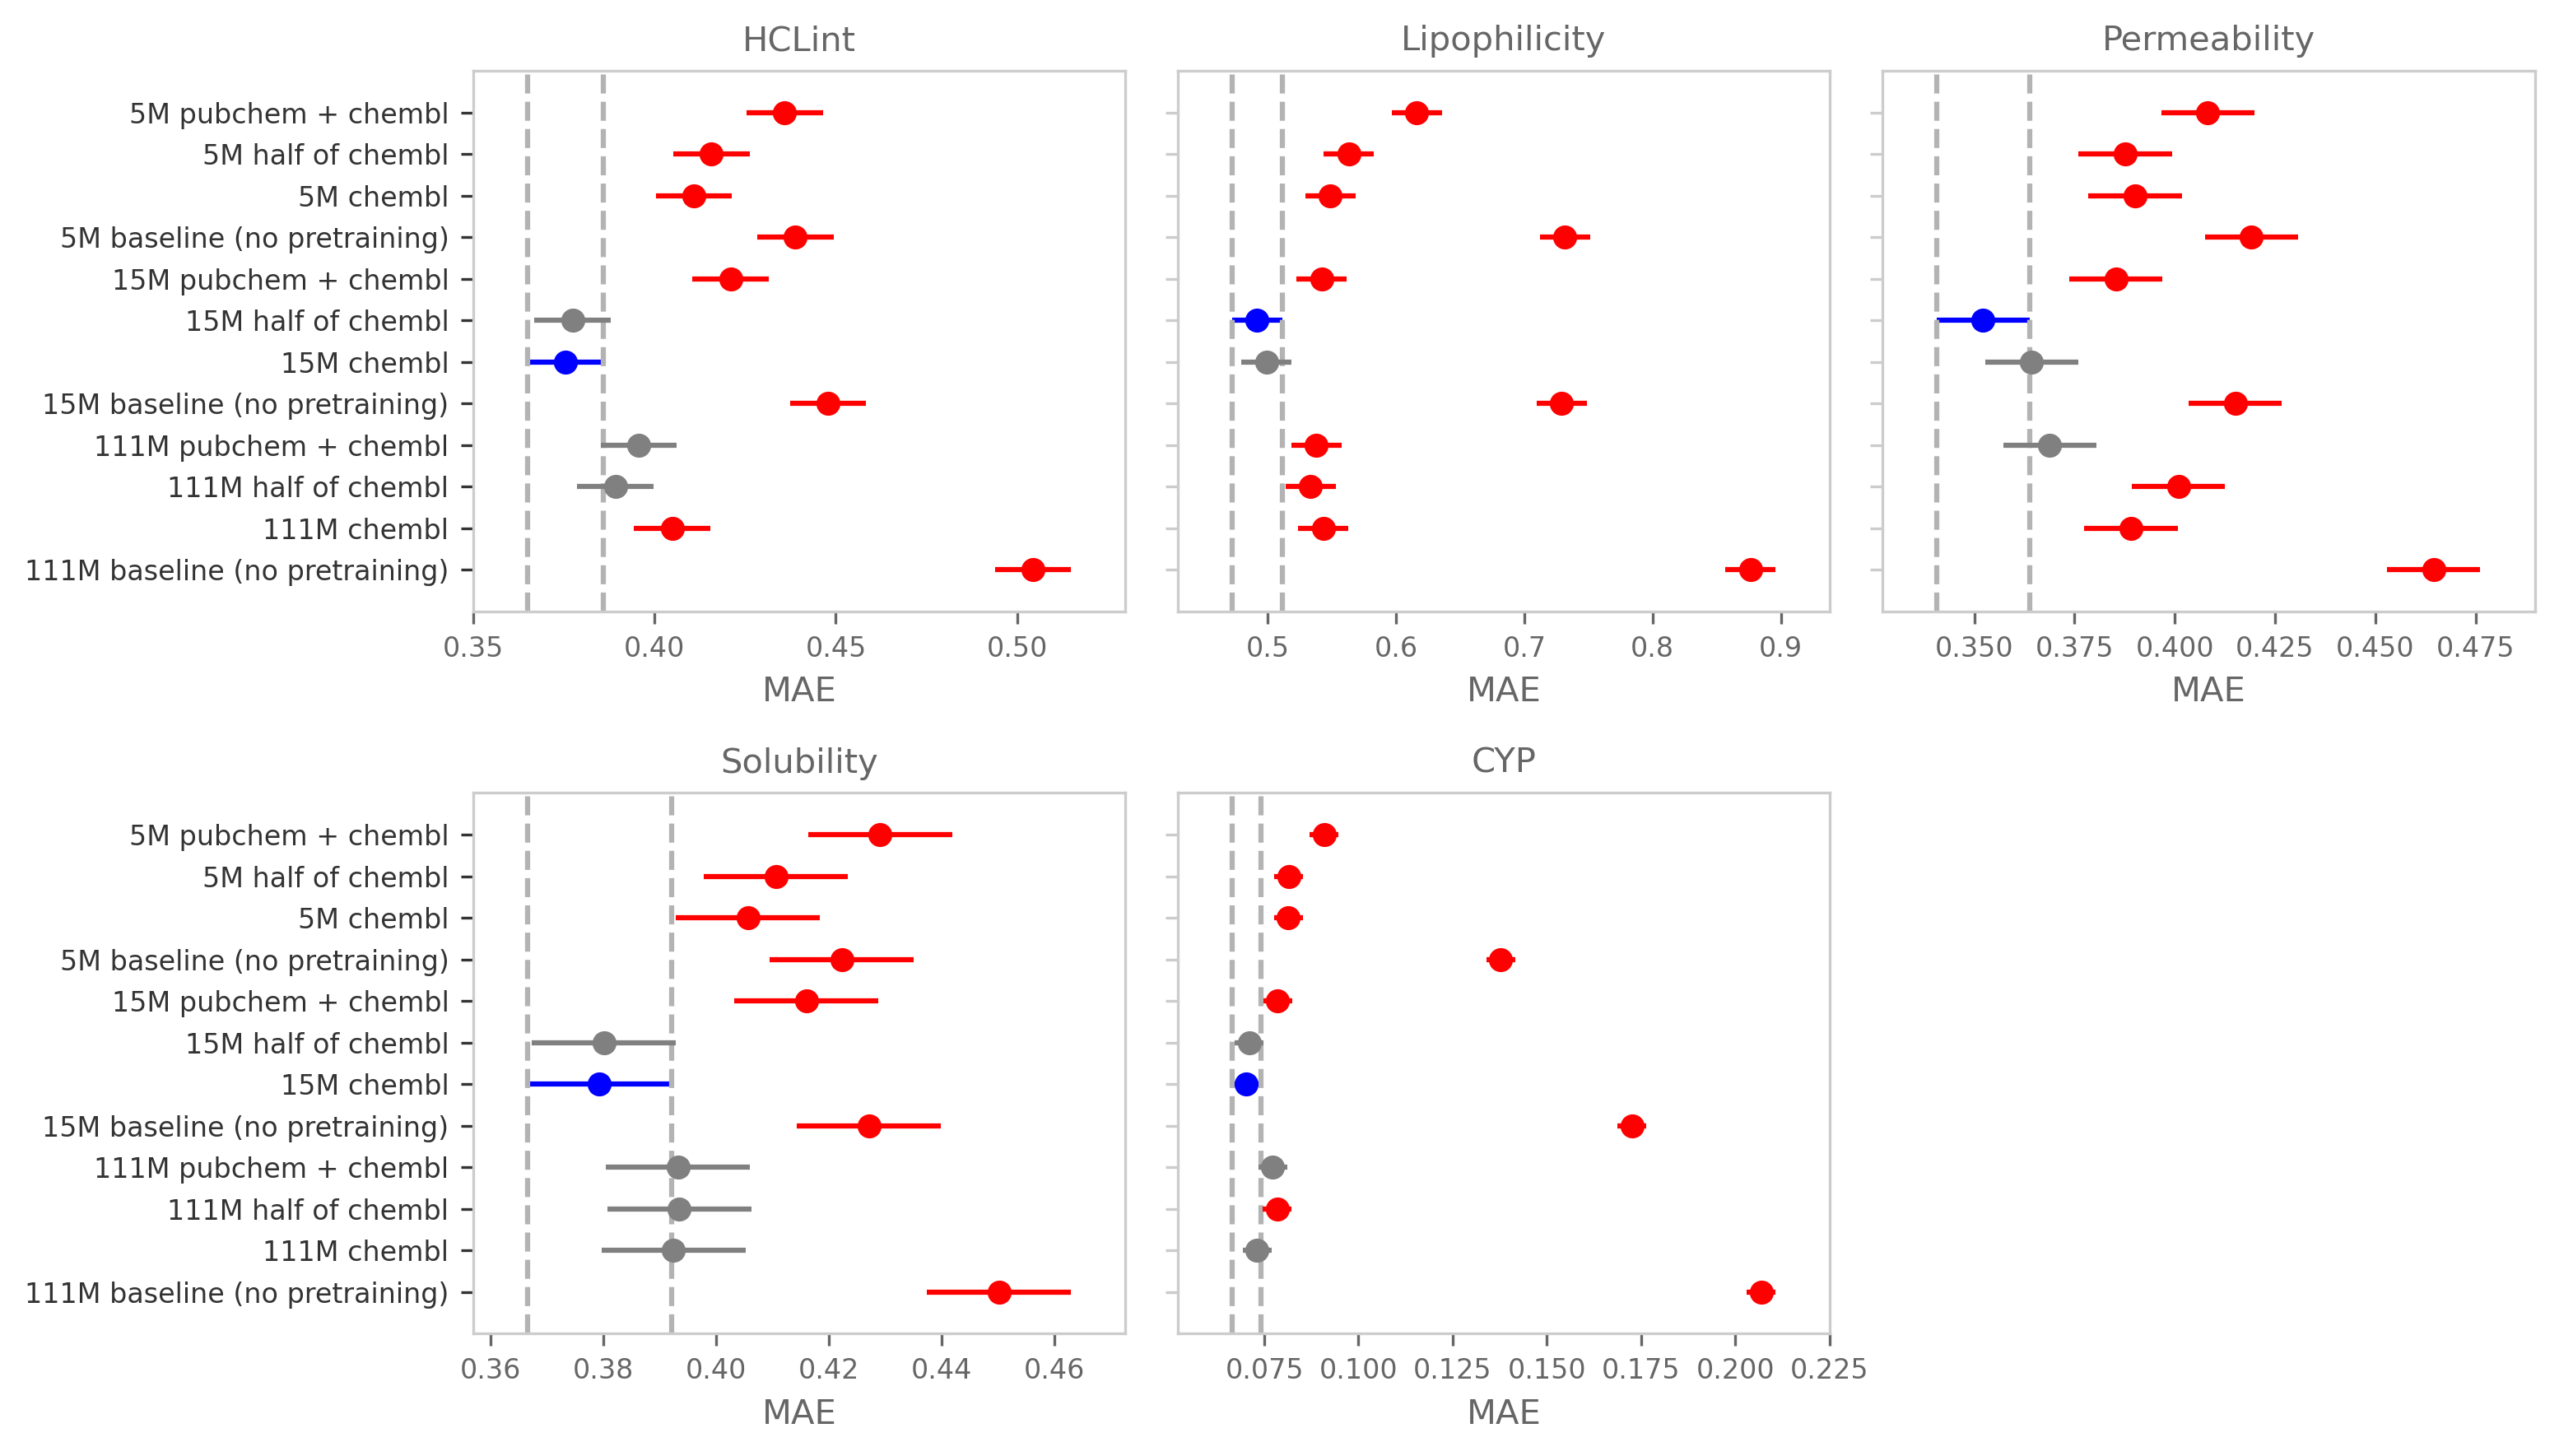 HCLint
Lipophilicity
Permeability
5M pubchem + chembl
5M half of chembl
5M chembl
5M baseline (no pretraining)
15M pubchem + chembl
15M half of chembl
15M chembl
15M baseline (no pretraining)
111M pubchem + chembl
111M half of chembl
111M chembl
111M baseline (no pretraining)
0.35 0.40 0.45 0.50
0.5 0.6 0.7 0.8 0.9
0.350 0.375 0.400 0.425 0.450 0.475
MAE
MAE
MAE
Solubility
CYP
5M pubchem + chembl
5M half of chembl
5M chembl
5M baseline (no pretraining)
15M pubchem + chembl
15M half of chembl
15M chembl
15M baseline (no pretraining)
111M pubchem + chembl
111M half of chembl
111M chembl
111M baseline (no pretraining)
0.36 0.38 0.40 0.42 0.44 0.46
0.075 0.100 0.125 0.150 0.175 0.200 0.225
MAE
MAE